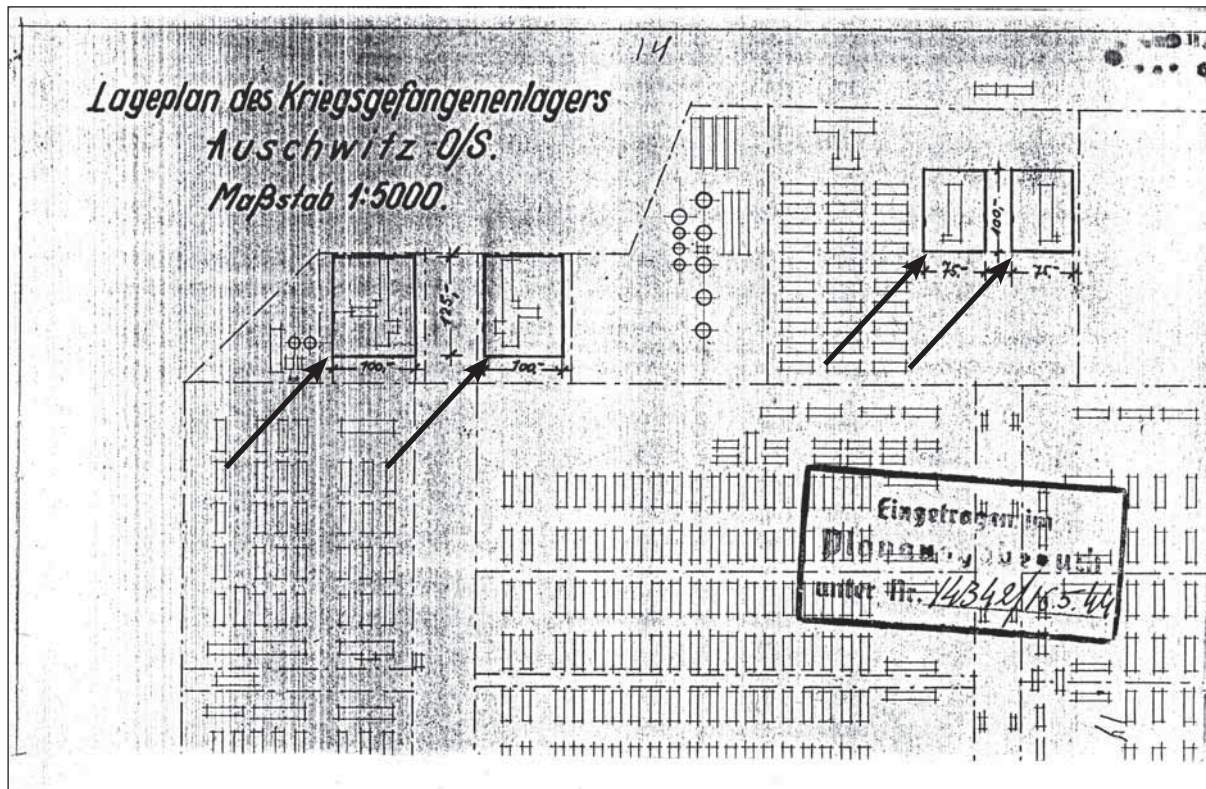 14
Lageplan des Kriegsgefangenenlagers
Auschwitz O/S.
Maßstab 1:5000.
100,-
75,- 75,-
125,-
100,- 100,-
Eingetragen im
unter Nr. 14342/16.5.44